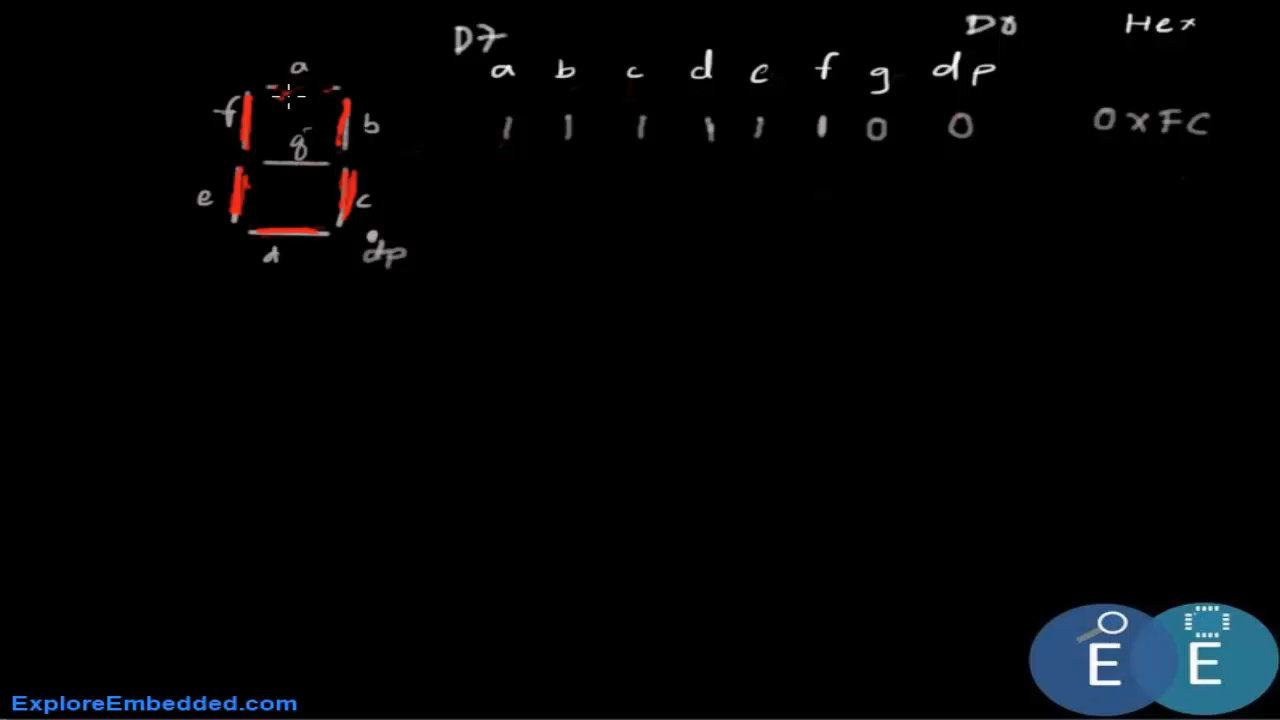 D7 D0 Hex
a b c d e f g dp
1 1 1 1 1 1 0 0 0xFC
a
f b
g
e c
d dp
E E
ExploreEmbedded.com